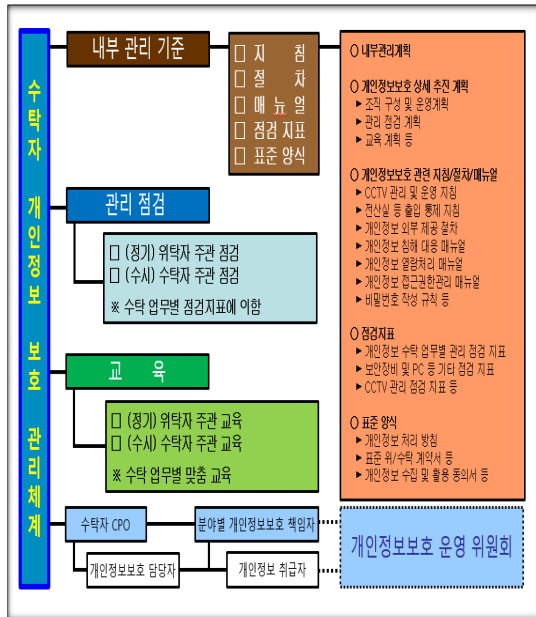 수탁자 개인정보 보호 관리체계
내부 관리 기준
□ 지 침
□ 절 차
□ 매 뉴 얼
□ 점검 지표
□ 표준 양식
○ 내부관리계획
○ 개인정보보호 상세 추진 계획
▶ 조직 구성 및 운영계획
▶ 관리 점검 계획
▶ 교육 계획 등
○ 개인정보보호 관련 지침/절차/매뉴얼
▶ CCTV 관리 및 운영 지침
▶ 전산실 등 출입 통제 지침
▶ 개인정보 외부 제공 절차
▶ 개인정보 침해 대응 매뉴얼
▶ 개인정보 열람처리 매뉴얼
▶ 개인정보 접근권한관리 매뉴얼
▶ 비밀번호 작성 규칙 등
○ 점검지표
▶ 개인정보 수탁 업무별 관리 점검 지표
▶ 보안장비 및 PC 등 기타 점검 지표
▶ CCTV 관리 점검 지표 등
○ 표준 양식
▶ 개인정보 처리 방침
▶ 표준 위/수탁 계약서 등
▶ 개인정보 수집 및 활용 동의서 등
관리 점검
□ (정기) 위탁자 주관 점검
□ (수시) 수탁자 주관 점검
※ 수탁 업무별 점검지표에 이함
교 육
□ (정기) 위탁자 주관 교육
□ (수시) 수탁자 주관 교육
※ 수탁 업무별 맞춤 교육
수탁자 CPO
분야별 개인정보보호 책임자
개인정보보호 담당자
개인정보 취급자
개인정보보호 운영 위원회